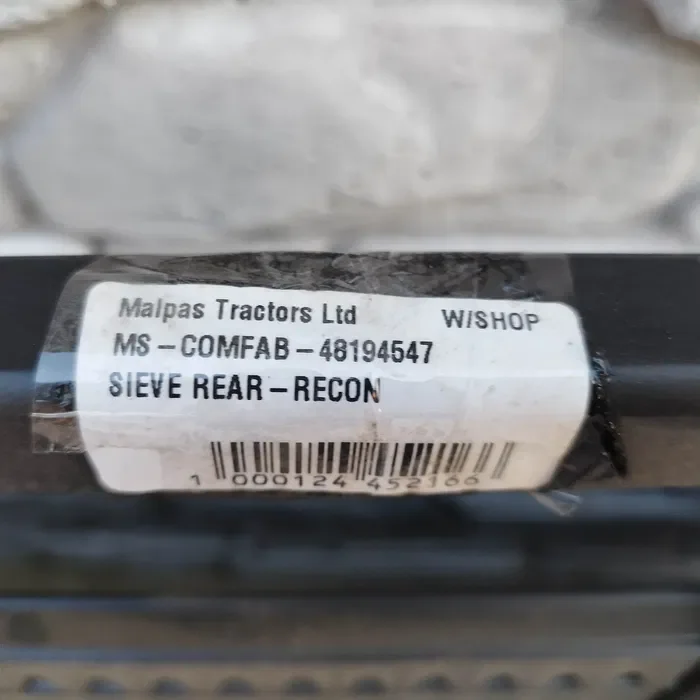 Malpas Tractors Ltd W/SHOP
MS-COMFAB-48194547
SIEVE REAR-RECON
1 000124 452166